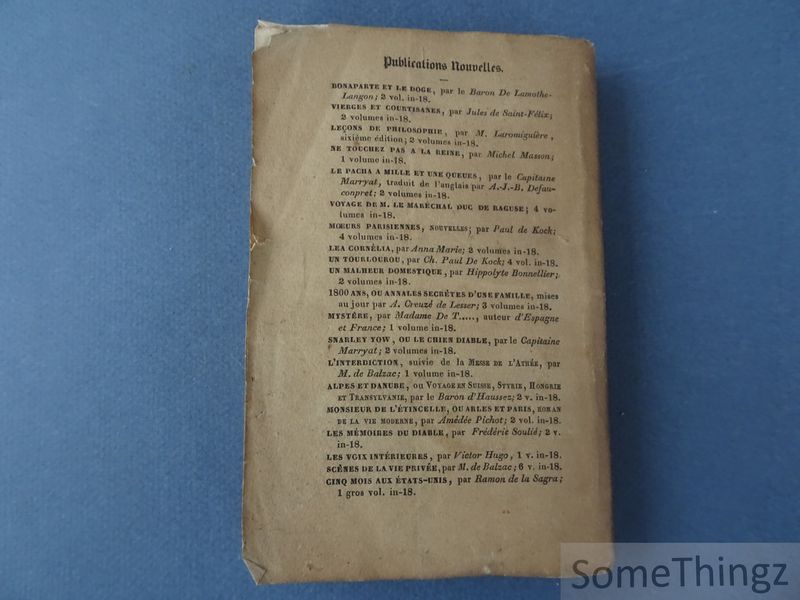 Publications Nouvelles.
BONAPARTE ET LE DOGE, par le Baron De Lamothe-
Langon; 2 vol. in-18.
VIERGES ET COURTISANES, par Jules de Saint-Félix;
2 volumes in-18.
LEÇONS DE PHILOSOPHIE, par M. Laromiguière,
sixième édition; 2 volumes in-18.
NE TOUCHEZ PAS A LA REINE, par Michel Masson;
1 volume in-18.
LE PACHA A MILLE ET UNE QUEUES, par le Capitaine
Marryat, traduit de l'anglais par A.-J.-B. Defau-
conpret; 2 volumes in-18.
VOYAGE DE M. LE MARÉCHAL DUC DE RAGUSE; 4 vo-
lumes in-18.
MŒURS PARISIENNES, NOUVELLES; par Paul de Kock;
4 volumes in-18.
LEA CORNÉLIA, par Anna Marie; 2 volumes in-18.
UN TOURLOUROU, par Ch. Paul De Kock; 4 vol. in-18.
UN MALHEUR DOMESTIQUE, par Hippolyte Bonnellier;
2 volumes in-18.
1800 ANS, OU ANNALES SECRÈTES D'UNE FAMILLE, mises
au jour par A. Creuzé de Lesser; 3 volumes in-18.
MYSTÈRE, par Madame De T....., auteur d'Espagne
et France; 1 volume in-18.
SNARLEY YOW, OU LE CHIEN DIABLE, par le Capitaine
Marryat; 2 volumes in-18.
L'INTERDICTION, suivie de la MESSE DE L'ATHÉE, par
M. de Balzac; 1 volume in-18.
ALPES ET DANUBE, ou VOYAGE EN SUISSE, STYRIE, HONGRIE
ET TRANSYLVANIE, par le Baron d'Haussez; 2 v. in-18.
MONSIEUR DE L'ÉTINCELLE, OU ARLES ET PARIS, ROMAN
DE LA VIE MODERNE, par Amédée Pichot; 2 vol. in-18.
LES MÉMOIRES DU DIABLE, par Frédéric Soulié; 2 v.
in-18.
LES VOIX INTÉRIEURES, par Victor Hugo, 1 v. in-18.
SCÈNES DE LA VIE PRIVÉE, par M. de Balzac; 6 v. in-18.
CINQ MOIS AUX ÉTATS-UNIS, par Ramon de la Sagra;
1 gros vol. in-18.
SomeThingz